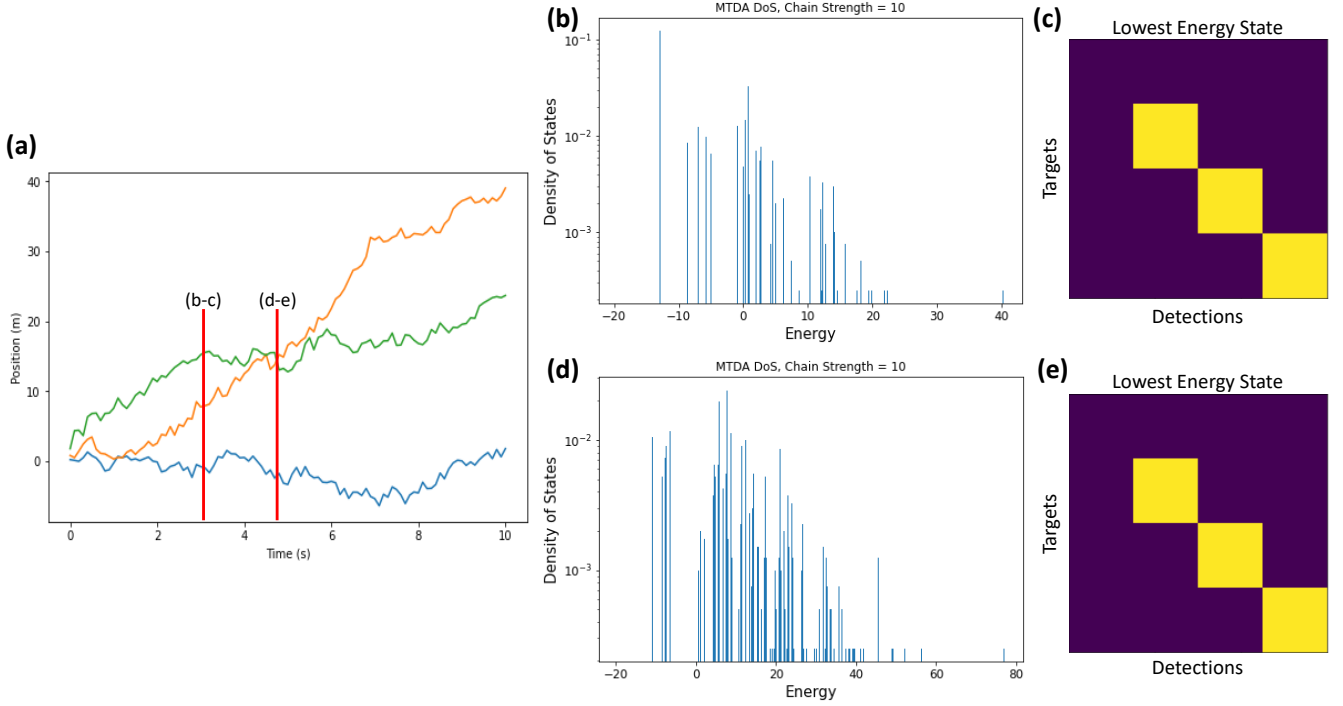 (a)
40
30
20
10
0
Position (m)
(b-c)
(d-e)
0
2
4
6
8
10
Time (s)
(b)
MTDA DoS, Chain Strength = 10
10⁻¹
10⁻²
10⁻³
Density of States
−20
−10
0
10
20
30
40
Energy
(c)
Lowest Energy State
Targets
Detections
(d)
MTDA DoS, Chain Strength = 10
10⁻²
10⁻³
Density of States
−20
0
20
40
60
80
Energy
(e)
Lowest Energy State
Targets
Detections